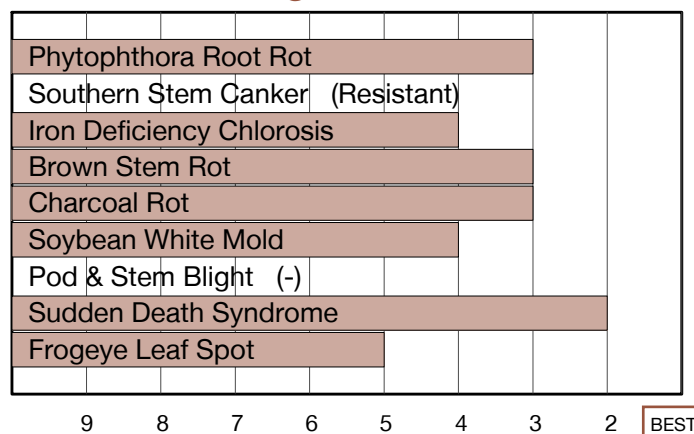 Phytophthora Root Rot
Southern Stem Canker (Resistant)
Iron Deficiency Chlorosis
Brown Stem Rot
Charcoal Rot
Soybean White Mold
Pod & Stem Blight (-)
Sudden Death Syndrome
Frogeye Leaf Spot
9 8 7 6 5 4 3 2 BEST